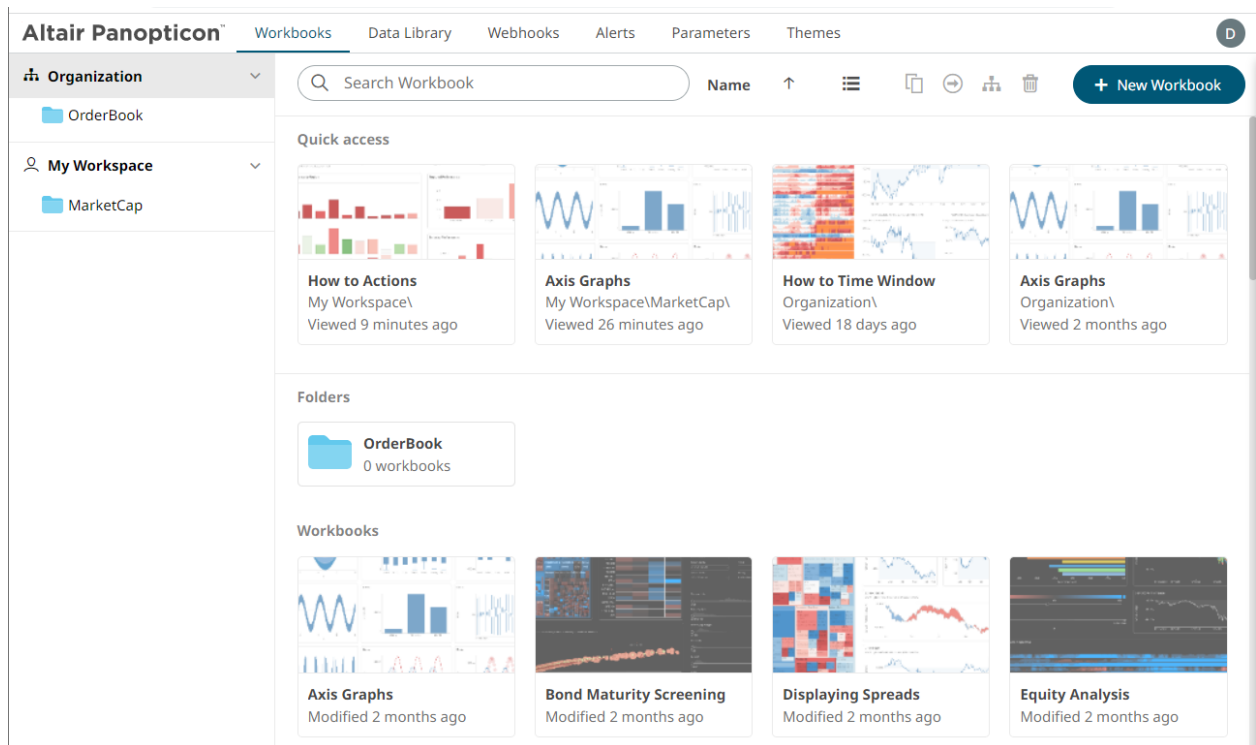 Altair Panopticon™
Workbooks Data Library Webhooks Alerts Parameters Themes
D
Organization
OrderBook
My Workspace
MarketCap
Search Workbook
Name
+ New Workbook
Quick access
How to Actions
My Workspace\
Viewed 9 minutes ago
Axis Graphs
My Workspace\MarketCap\
Viewed 26 minutes ago
How to Time Window
Organization\
Viewed 18 days ago
Axis Graphs
Organization\
Viewed 2 months ago
Folders
OrderBook
0 workbooks
Workbooks
Axis Graphs
Modified 2 months ago
Bond Maturity Screening
Modified 2 months ago
Displaying Spreads
Modified 2 months ago
Equity Analysis
Modified 2 months ago